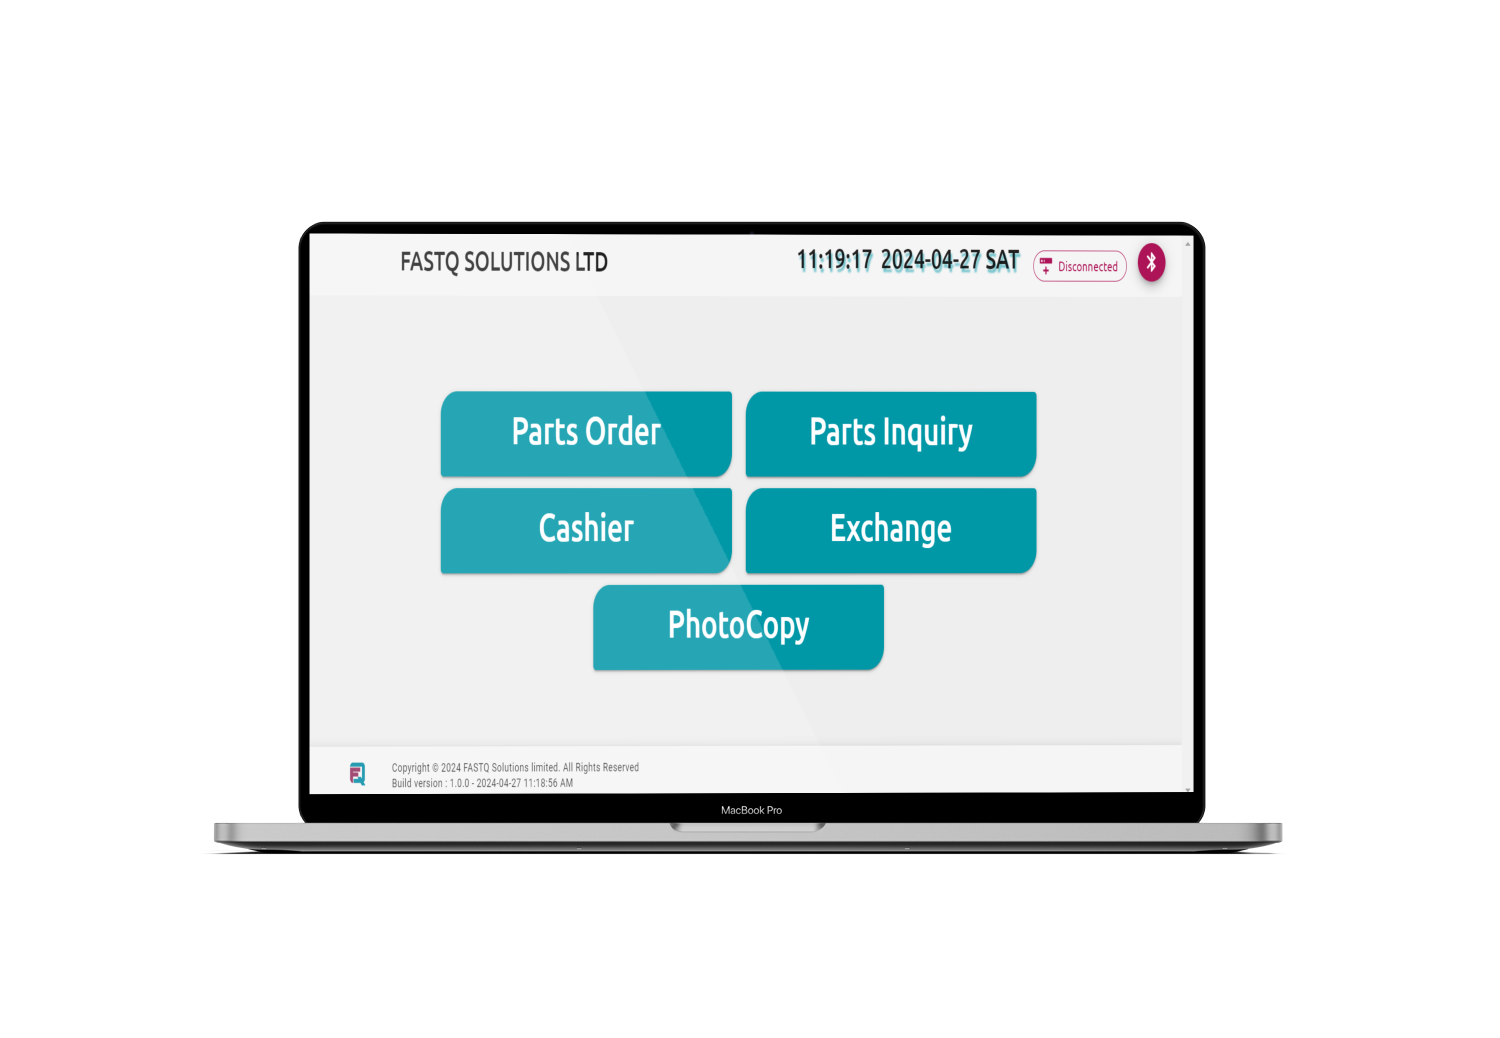 FASTQ SOLUTIONS LTD
11:19:17 2024-04-27 SAT
Disconnected
Parts Order
Parts Inquiry
Cashier
Exchange
PhotoCopy
Copyright © 2024 FASTQ Solutions limited. All Rights Reserved
Build version : 1.0.0 - 2024-04-27 11:18:56 AM
MacBook Pro